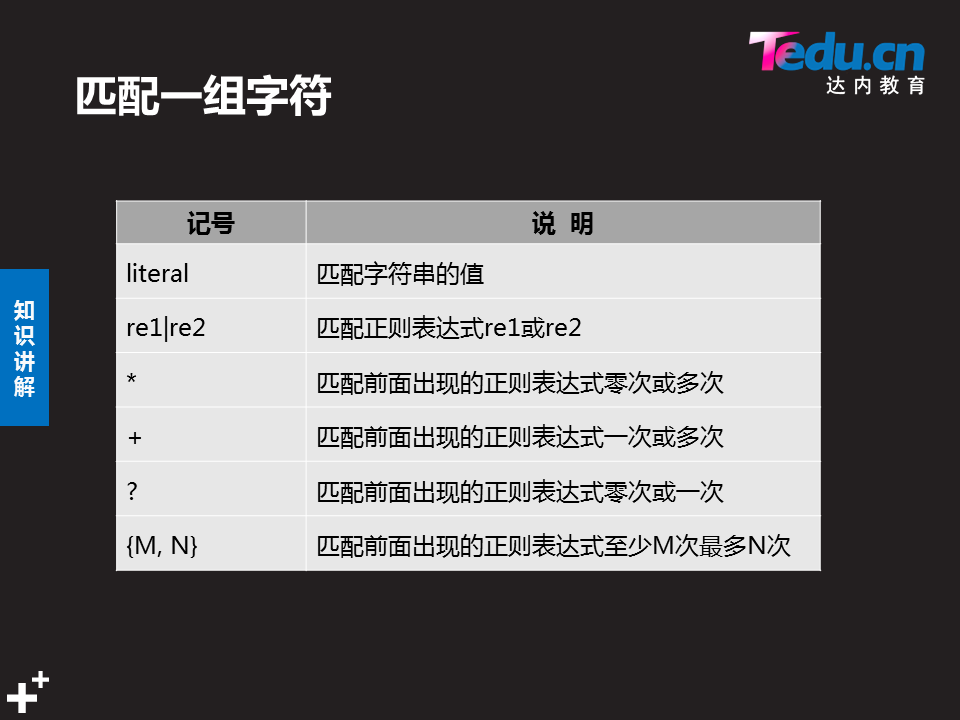 Tedu.cn
达内教育
匹配一组字符
记号 说 明
literal 匹配字符串的值
re1|re2 匹配正则表达式re1或re2
* 匹配前面出现的正则表达式零次或多次
+ 匹配前面出现的正则表达式一次或多次
? 匹配前面出现的正则表达式零次或一次
{M, N} 匹配前面出现的正则表达式至少M次最多N次
知识讲解